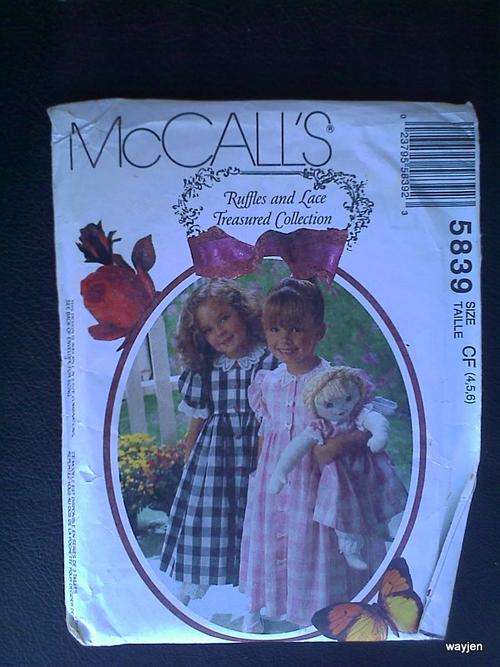 McCALL'S®
Ruffles and Lace
Treasured Collection
0 23795 58392 3
5839 SIZE TAILLE CF (4,5,6)
wayjen